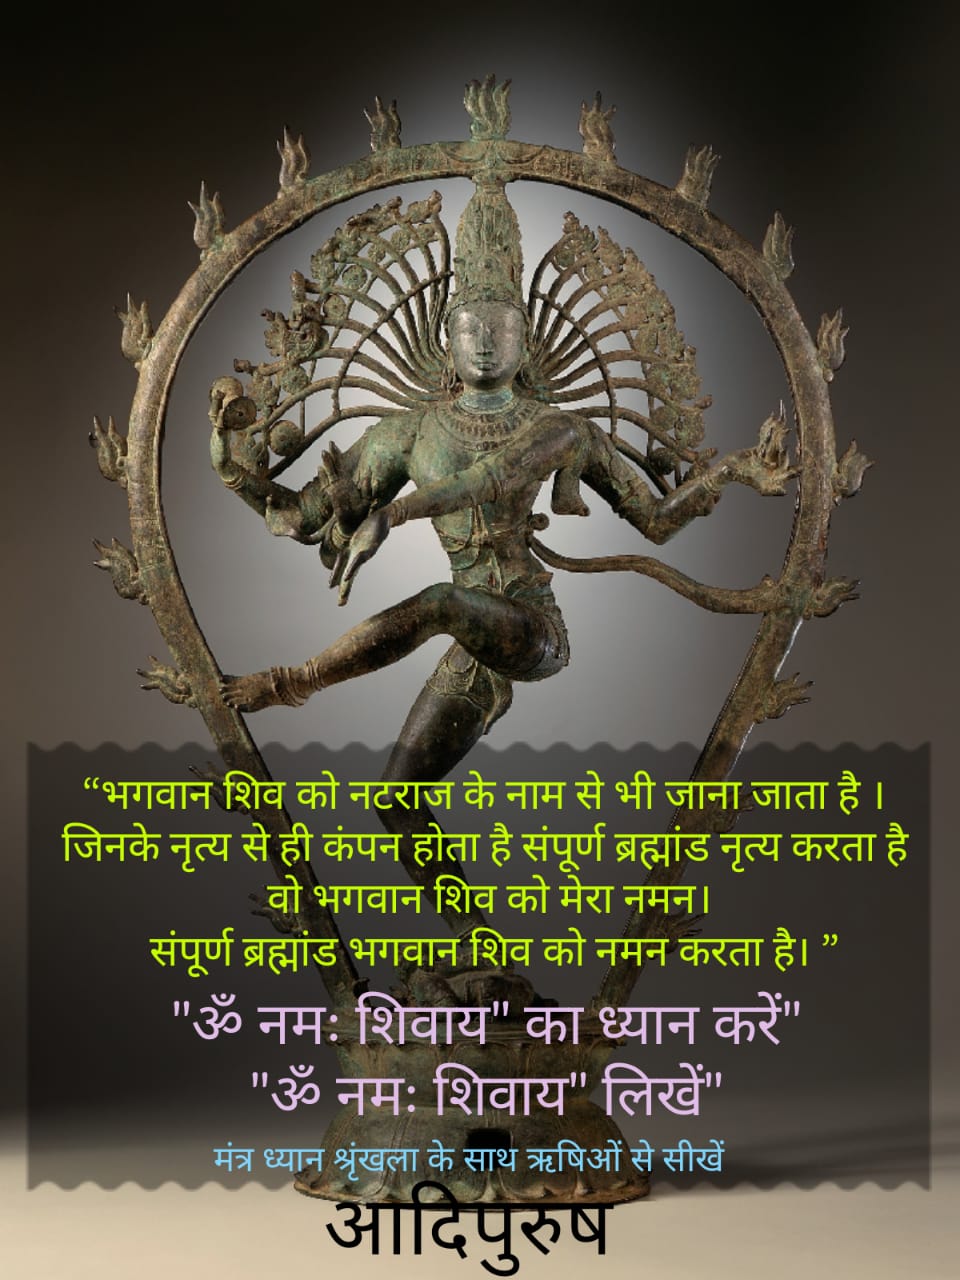 “भगवान शिव को नटराज के नाम से भी जाना जाता है ।
जिनके नृत्य से ही कंपन होता है संपूर्ण ब्रह्मांड नृत्य करता है
वो भगवान शिव को मेरा नमन।
संपूर्ण ब्रह्मांड भगवान शिव को नमन करता है। ”
"ॐ नमः शिवाय" का ध्यान करें"
"ॐ नमः शिवाय" लिखें"
मंत्र ध्यान श्रृंखला के साथ ऋषिओं से सीखें
आदिपुरुष